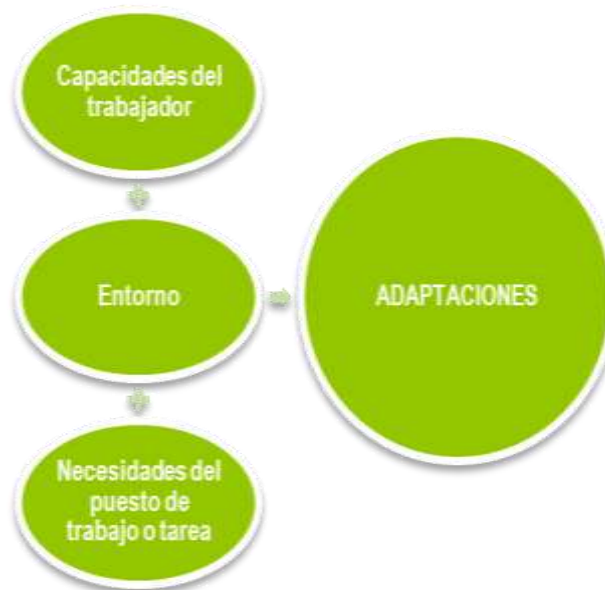 Capacidades del
trabajador
Entorno
ADAPTACIONES
Necesidades del
puesto de
trabajo o tarea